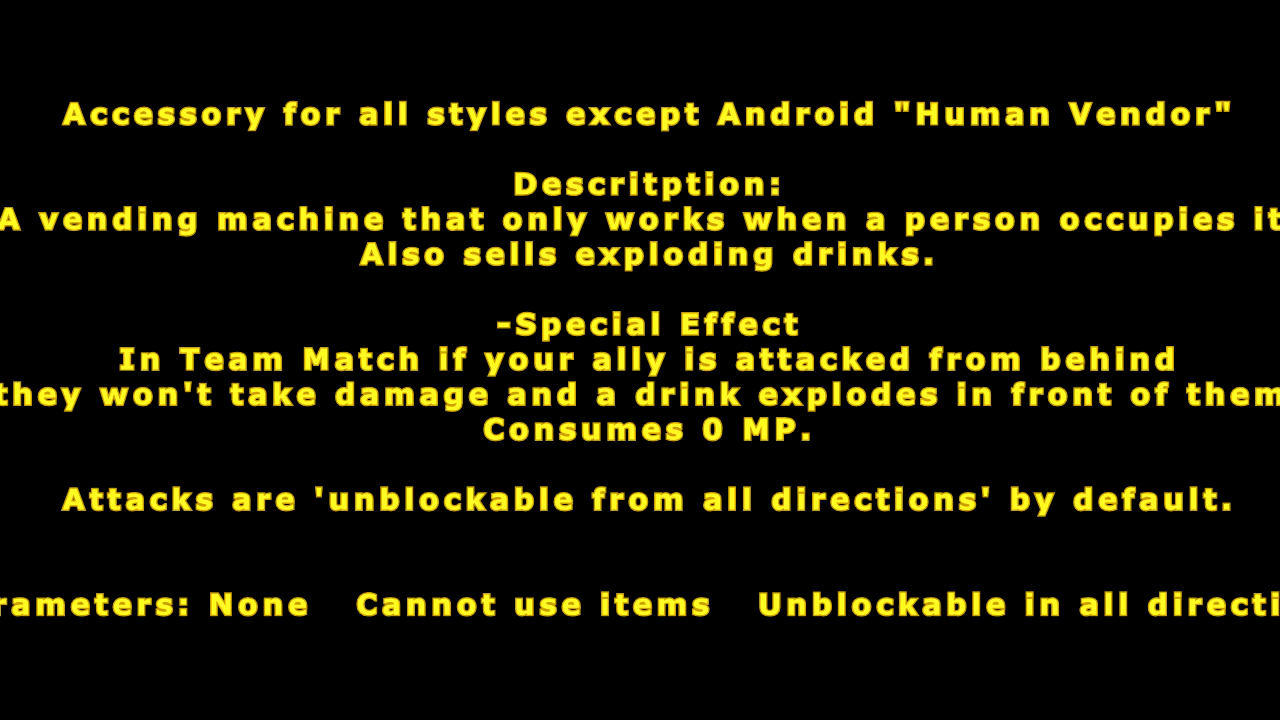 Accessory for all styles except Android "Human Vendor"
Descritption:
A vending machine that only works when a person occupies it
Also sells exploding drinks.
-Special Effect
In Team Match if your ally is attacked from behind
they won't take damage and a drink explodes in front of them
Consumes 0 MP.
Attacks are 'unblockable from all directions' by default.
rameters: None Cannot use items Unblockable in all directi